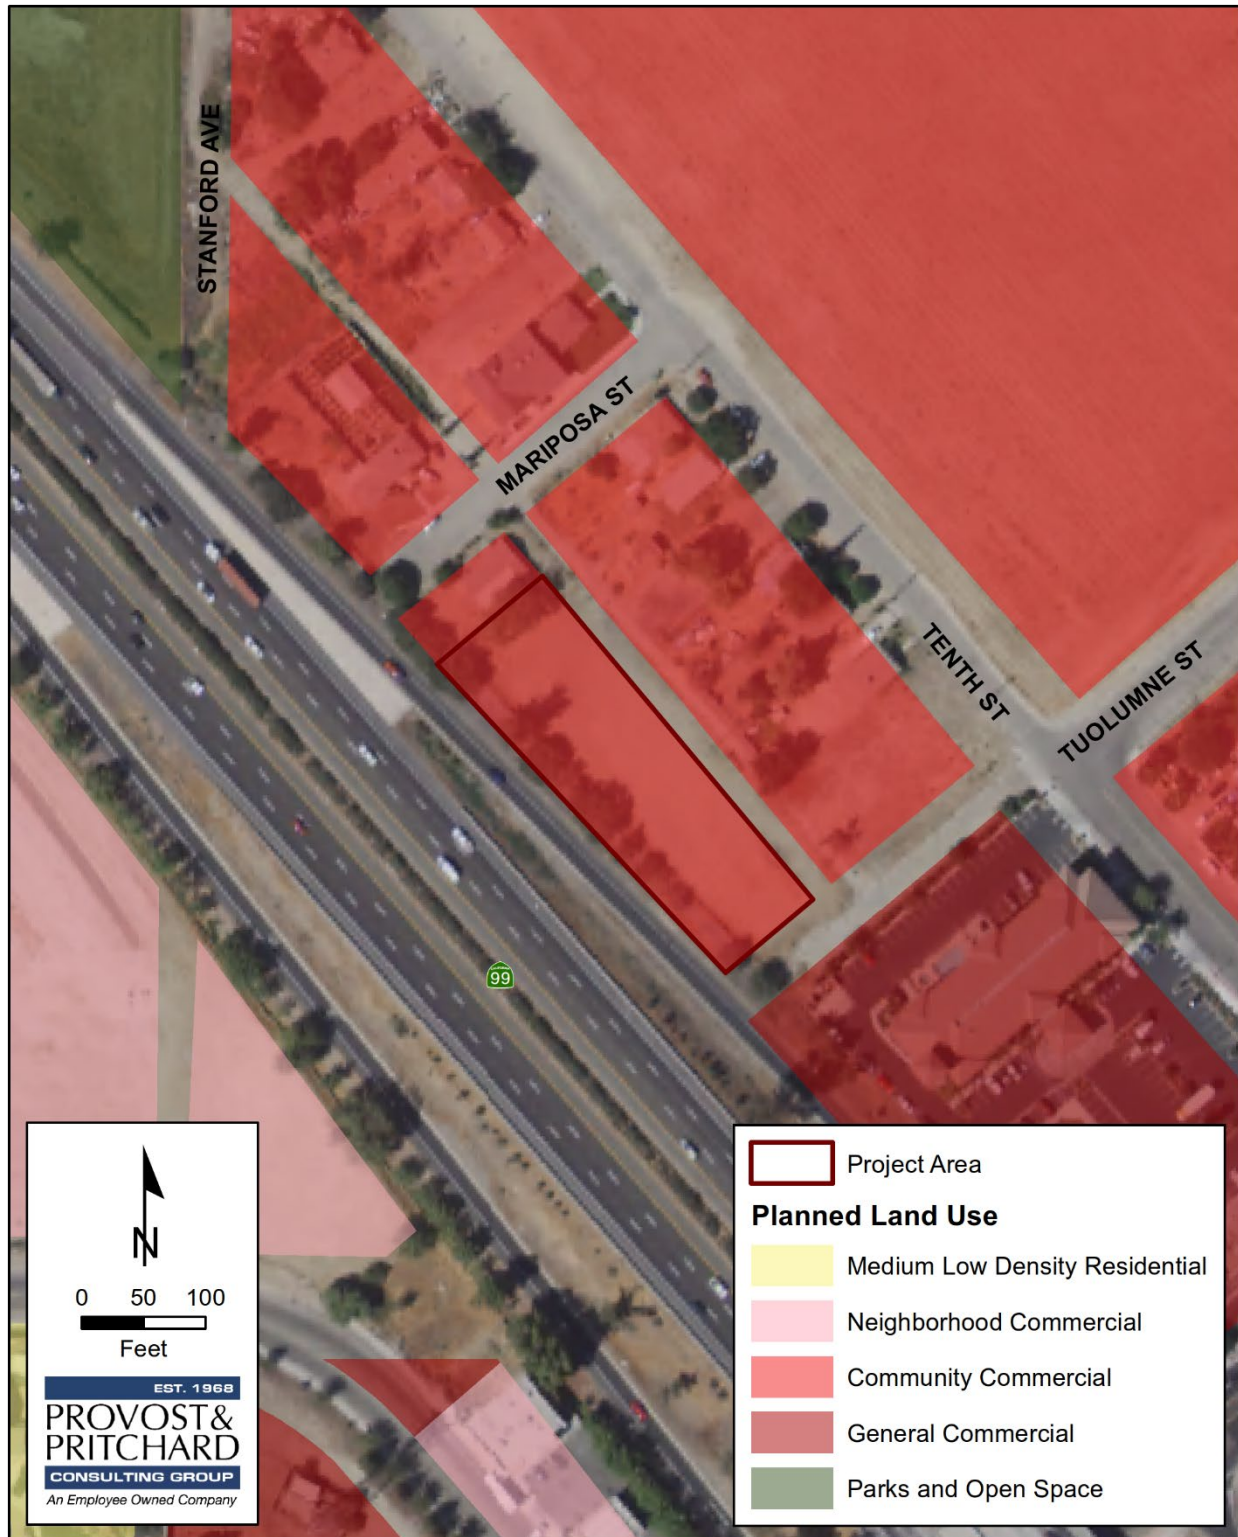 STANFORD AVE
MARIPOSA ST
TENTH ST
TUOLUMNE ST
CALIFORNIA
99
N
0 50 100
Feet
EST. 1968
PROVOST&
PRITCHARD
CONSULTING GROUP
An Employee Owned Company
Project Area
Planned Land Use
Medium Low Density Residential
Neighborhood Commercial
Community Commercial
General Commercial
Parks and Open Space